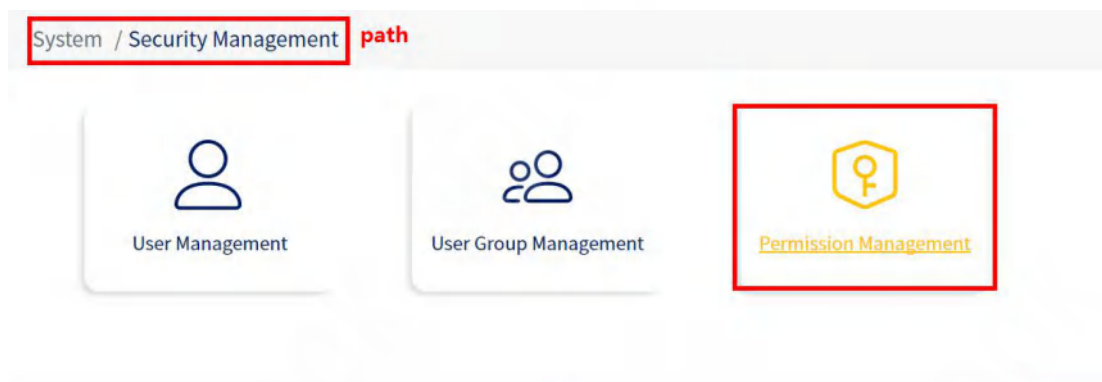 System / Security Management path
User Management
User Group Management
Permission Management